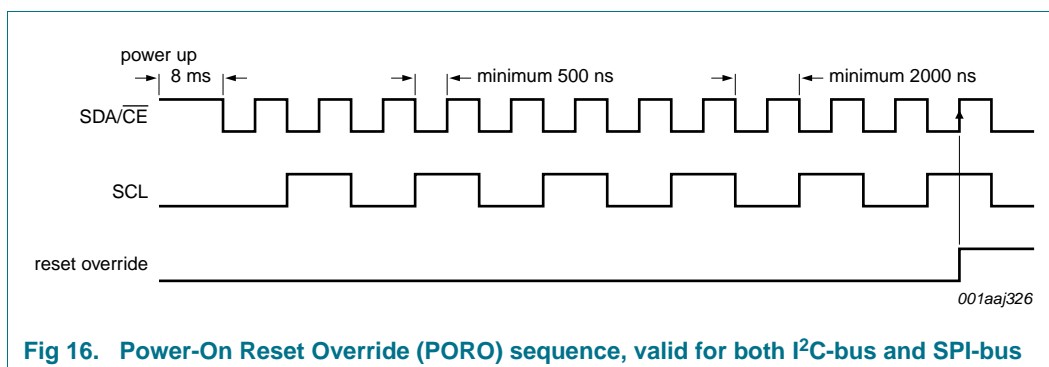 power up
8 ms
minimum 500 ns
minimum 2000 ns
SDA/CE
SCL
reset override
001aaj326
Fig 16. Power-On Reset Override (PORO) sequence, valid for both I2C-bus and SPI-bus